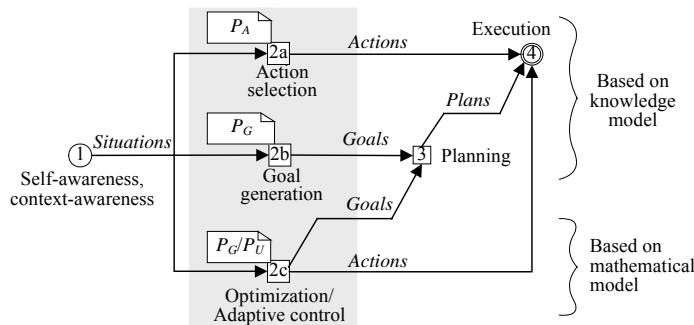 P_A
Execution
Actions
2a
4
Action
selection
Based on
knowledge
model
Plans
P_G
Situations
Goals
1
2b
3
Planning
Self-awareness,
context-awareness
Goal
generation
Goals
P_G/P_U
Based on
mathematical
model
Actions
2c
Optimization/
Adaptive control